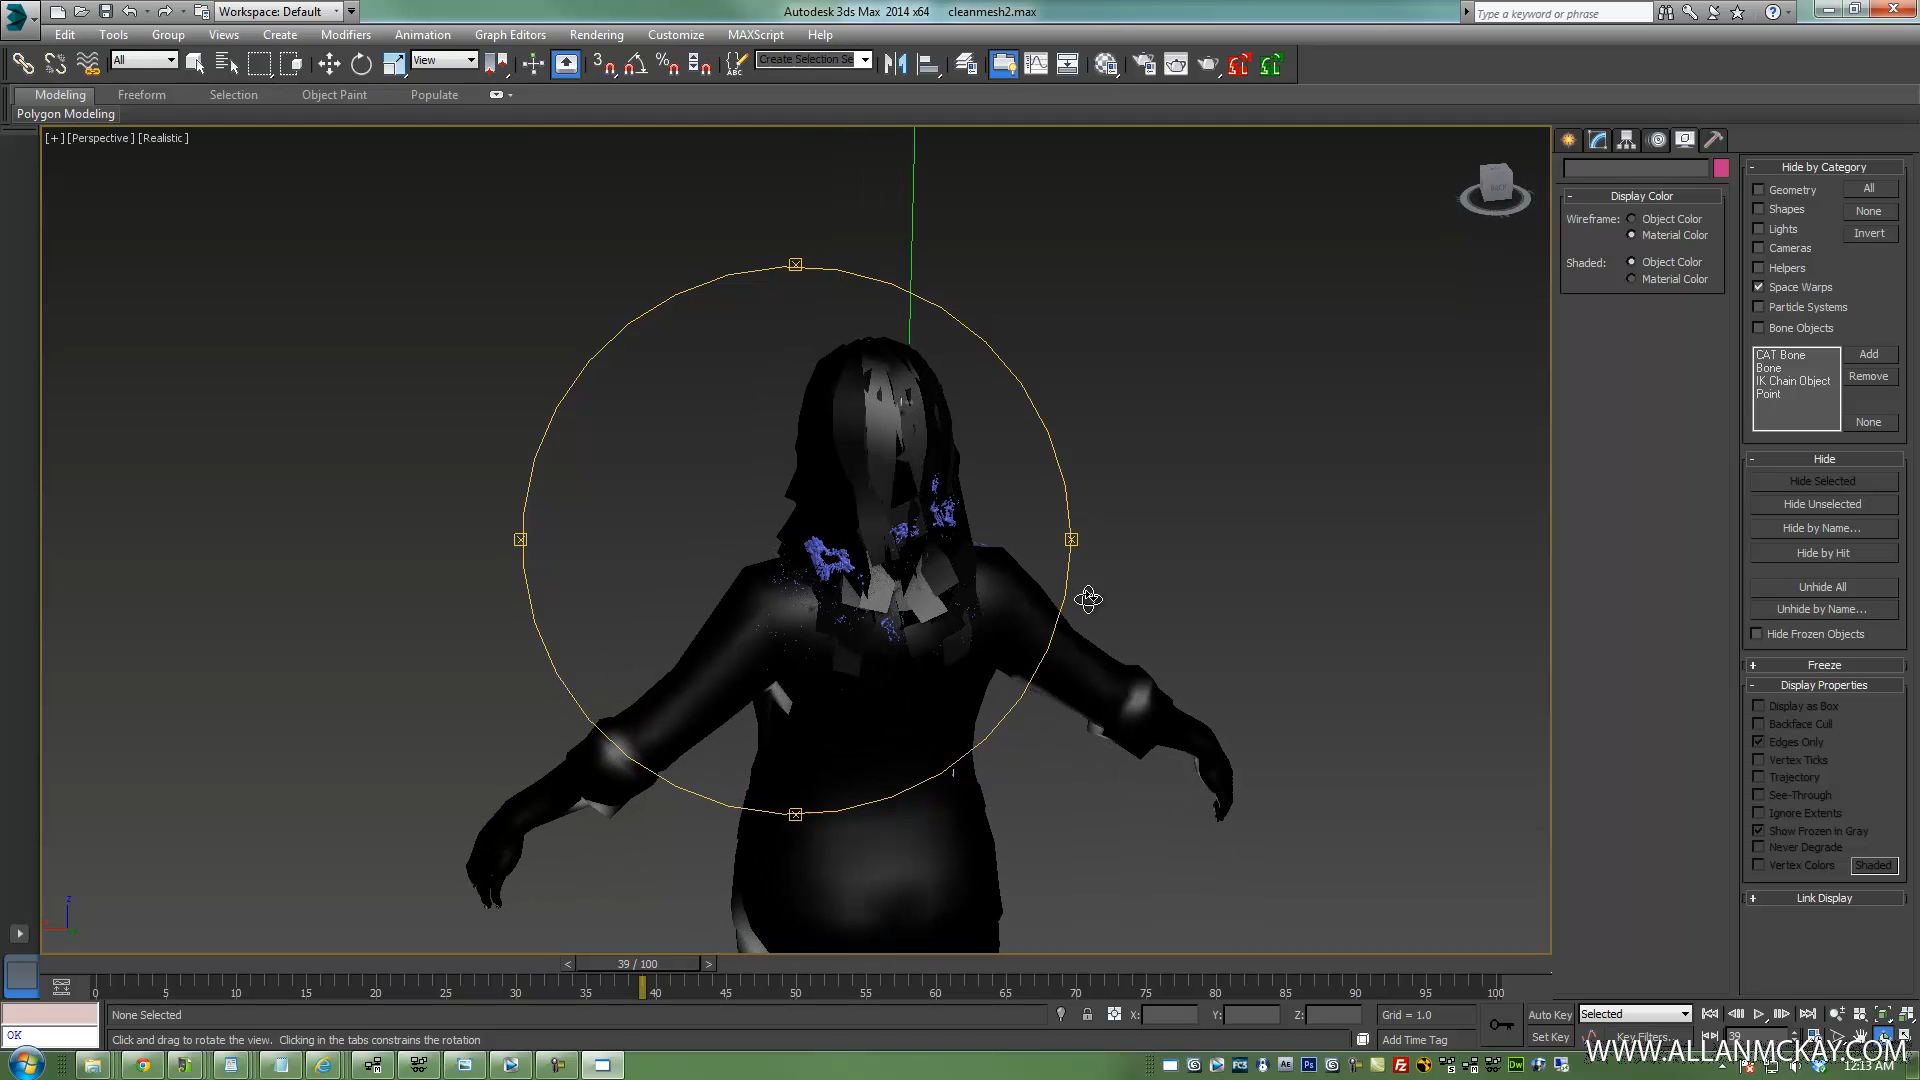 Workspace: Default
Autodesk 3ds Max 2014 x64 cleanmesh2.max
Type a keyword or phrase
Edit Tools Group Views Create Modifiers Animation Graph Editors Rendering Customize MAXScript Help
All
View
3
ABC
Create Selection Se
Modeling Freeform Selection Object Paint Populate
Polygon Modeling
[+] [Perspective ] [Realistic ]
BACK
- Display Color
Wireframe: Object Color
Material Color
Shaded: Object Color
Material Color
- Hide by Category
Geometry All
Shapes
None
Lights
Invert
Cameras
Helpers
Space Warps
Particle Systems
Bone Objects
CAT Bone
Bone
IK Chain Object
Point
Add
Remove
None
- Hide
Hide Selected
Hide Unselected
Hide by Name...
Hide by Hit
Unhide All
Unhide by Name...
Hide Frozen Objects
+ Freeze
- Display Properties
Display as Box
Backface Cull
Edges Only
Vertex Ticks
Trajectory
See-Through
Ignore Extents
Show Frozen in Gray
Never Degrade
Vertex Colors Shaded
+ Link Display
z
< 39 / 100 >
0 5 10 15 20 25 30 35 40 45 50 55 60 65 70 75 80 85 90 95 100
None Selected
X: Y: Z: Grid = 1.0
Auto Key Selected
OK
Click and drag to rotate the view. Clicking in the tabs constrains the rotation
Add Time Tag
Set Key Key Filters... 39
WWW.ALLANMCKAY.COM
FC3 AE Ps Fz Dw
12:13 AM